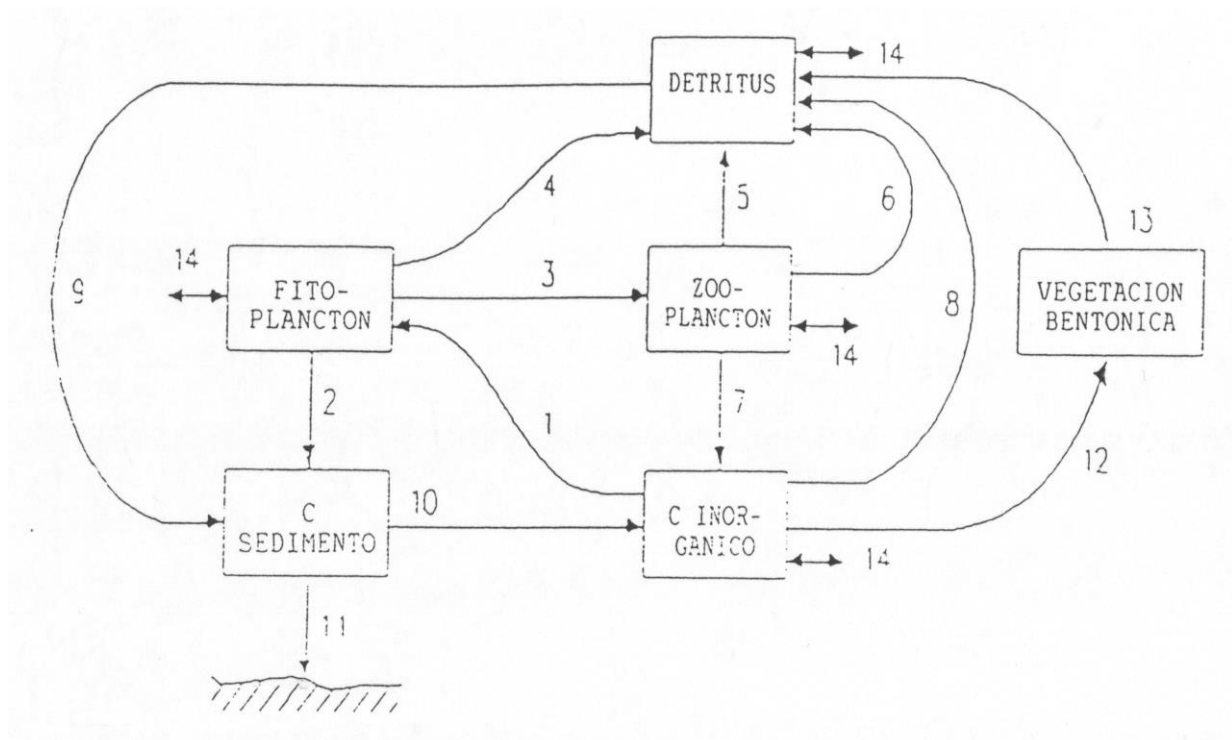 14
DETRITUS
4
5
6
13
14
9
FITO-
PLANCTON
3
ZOO-
PLANCTON
8
VEGETACION
BENTONICA
14
2
1
7
12
C
SEDIMENTO
10
C INOR-
GANICO
14
11